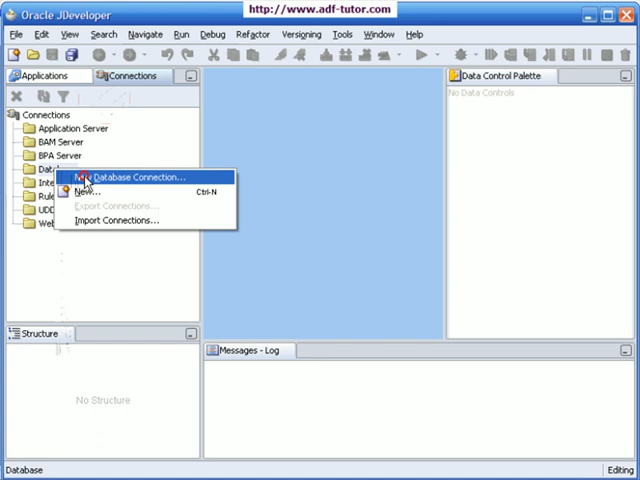 http://www.adf-tutor.com
Oracle JDeveloper
File Edit View Search Navigate Run Debug Refactor Versioning Tools Window Help
Applications Connections
Data Control Palette
No Data Controls
Connections
Application Server
BAM Server
BPA Server
Database Connection...
New... Ctrl-N
Export Connections...
Import Connections...
UDD
Structure
No Structure
Messages - Log
Database
Editing